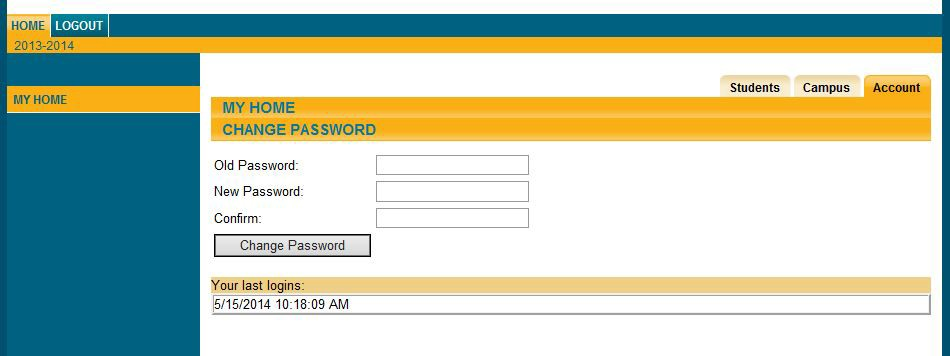 HOME LOGOUT
2013-2014
MY HOME
Students Campus Account
MY HOME
CHANGE PASSWORD
Old Password:
New Password:
Confirm:
Change Password
Your last logins:
5/15/2014 10:18:09 AM